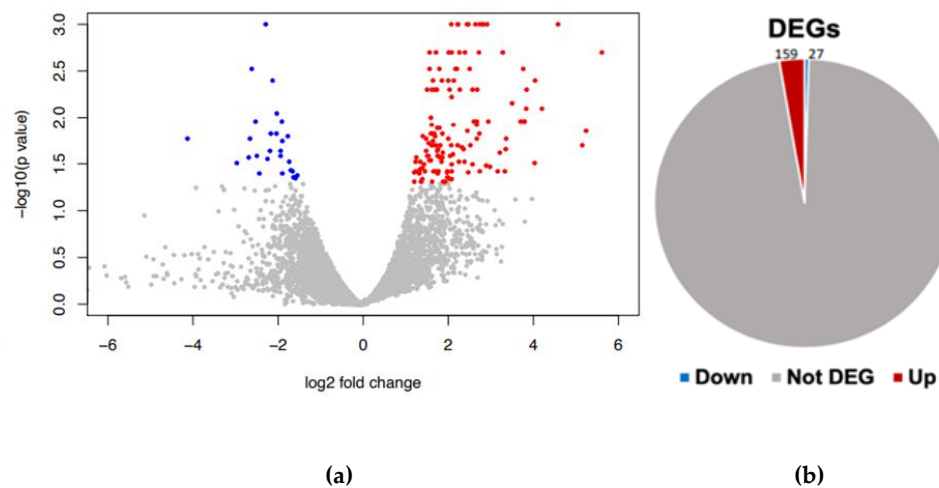 3.0
2.5
2.0
1.5
1.0
0.5
0.0
−log10(p value)
−6 −4 −2 0 2 4 6
log2 fold change
(a)
DEGs
159 27
Down Not DEG Up
(b)